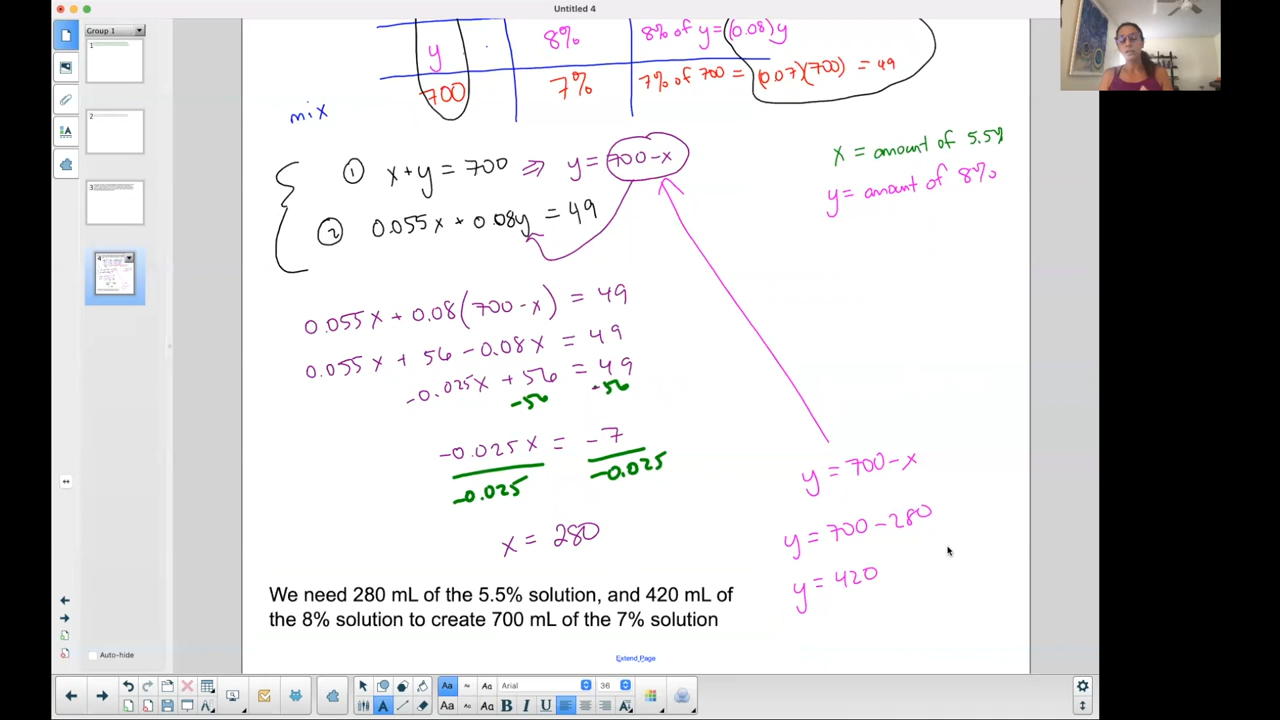 Untitled 4
Group 1
1
2
3
4
y 8% 8% of y = (0.08)y
700 7% 7% of 700 = (0.07)(700) = 49
mix
① x+y = 700 ⇒ y = 700-x
② 0.055x + 0.08y = 49
x = amount of 5.5%
y = amount of 8%
0.055x + 0.08(700-x) = 49
0.055x + 56 - 0.08x = 49
-0.025x + 56 = 49
-56 -56
-0.025x = -7
-0.025 -0.025
x = 280
y = 700-x
y = 700-280
y = 420
We need 280 mL of the 5.5% solution, and 420 mL of
the 8% solution to create 700 mL of the 7% solution
Extend Page
Auto-hide
Arial 36
B I U